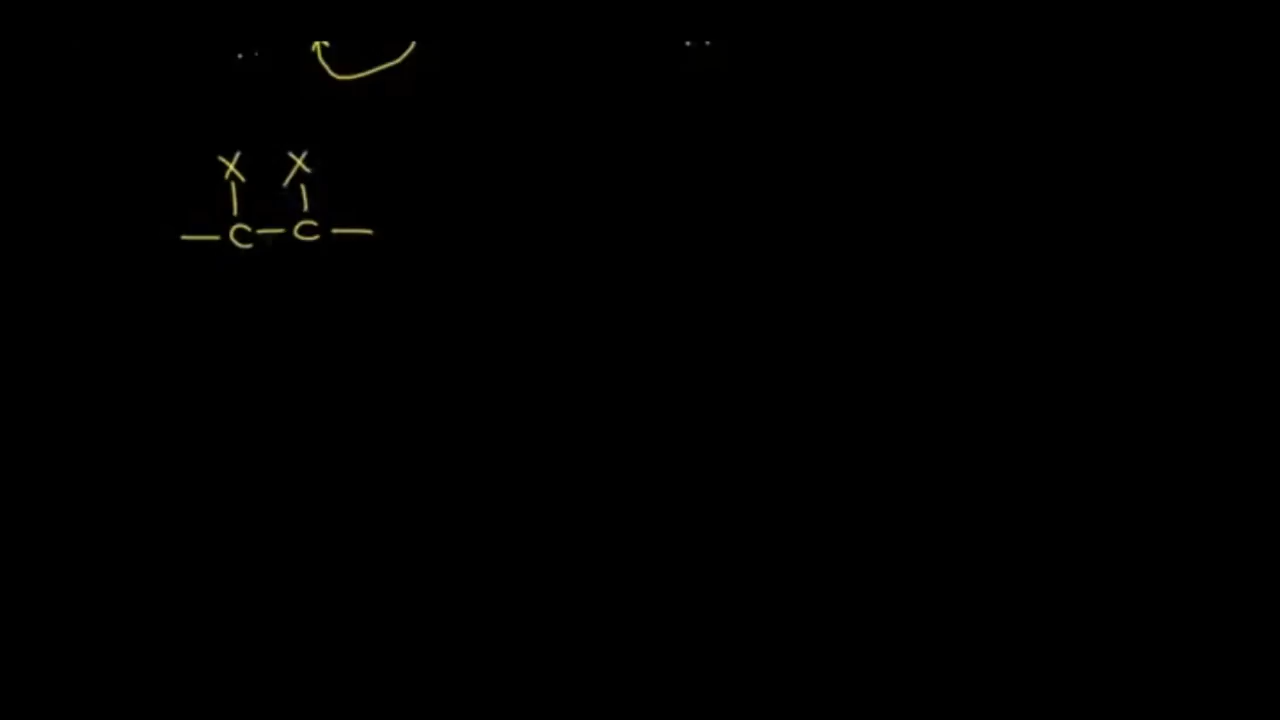 X X
— C — C —